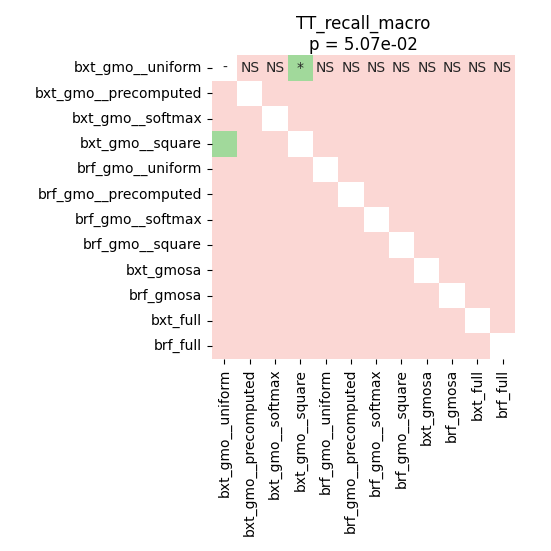 TT_recall_macro
p = 5.07e-02
bxt_gmo__uniform - NS NS * NS NS NS NS NS NS NS NS
bxt_gmo__precomputed
bxt_gmo__softmax
bxt_gmo__square
brf_gmo__uniform
brf_gmo__precomputed
brf_gmo__softmax
brf_gmo__square
bxt_gmosa
brf_gmosa
bxt_full
brf_full
bxt_gmo__uniform
bxt_gmo__precomputed
bxt_gmo__softmax
bxt_gmo__square
brf_gmo__uniform
brf_gmo__precomputed
brf_gmo__softmax
brf_gmo__square
bxt_gmosa
brf_gmosa
bxt_full
brf_full